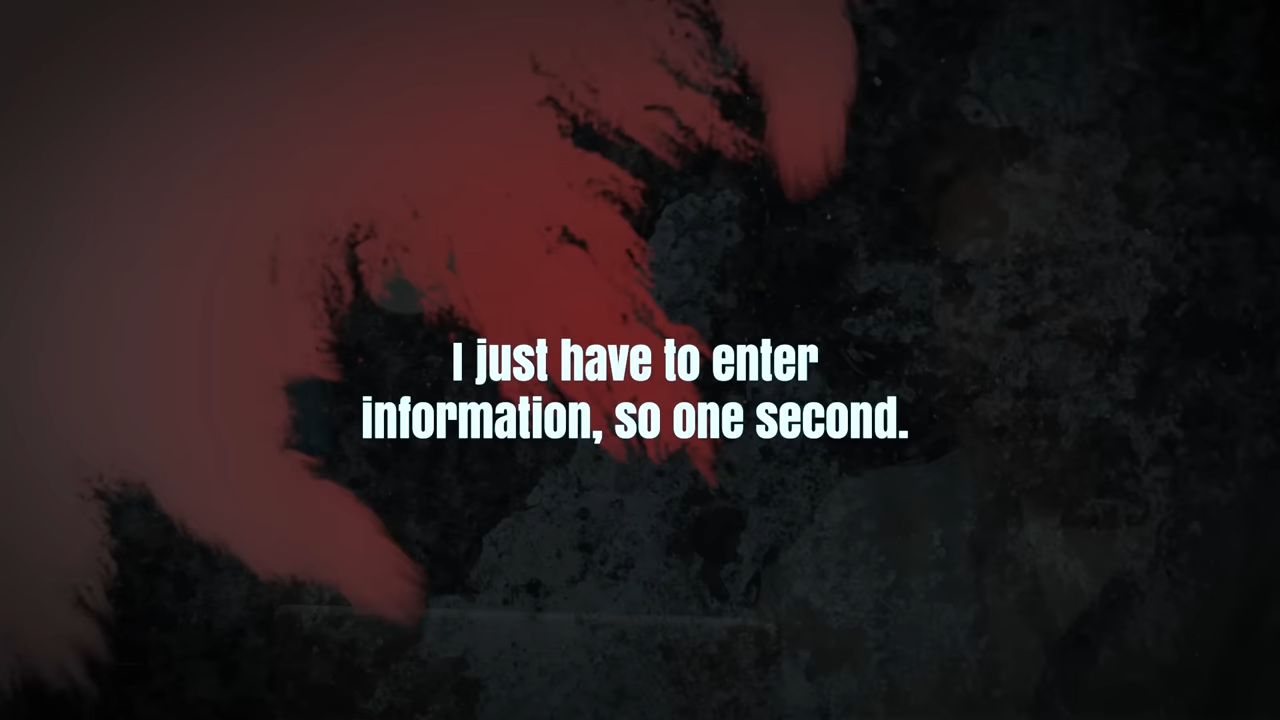 I just have to enter
information, so one second.